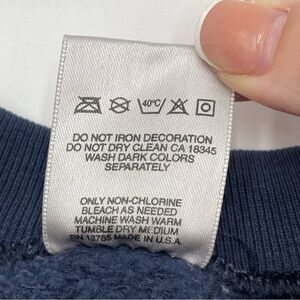 40°C
DO NOT IRON DECORATION
DO NOT DRY CLEAN CA 18345
WASH DARK COLORS
SEPARATELY
ONLY NON-CHLORINE
BLEACH AS NEEDED
MACHINE WASH WARM
TUMBLE DRY MEDIUM
RN 13765 MADE IN U.S.A.